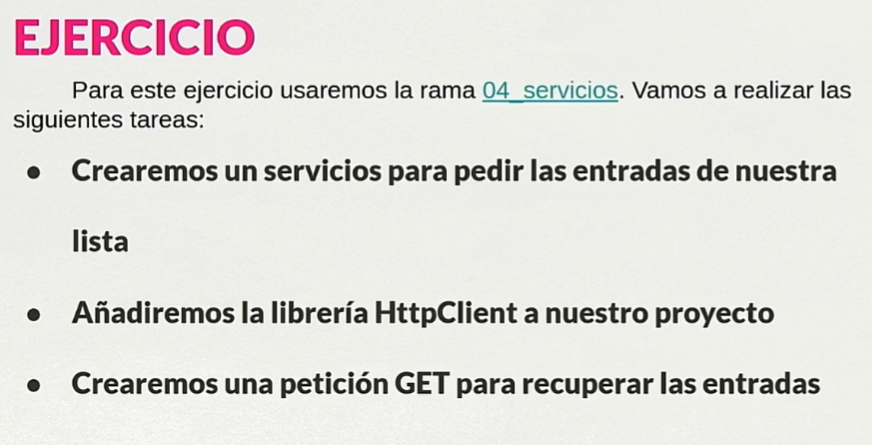 EJERCICIO
Para este ejercicio usaremos la rama 04_servicios. Vamos a realizar las
siguientes tareas:
● Crearemos un servicios para pedir las entradas de nuestra
lista
● Añadiremos la librería HttpClient a nuestro proyecto
● Crearemos una petición GET para recuperar las entradas